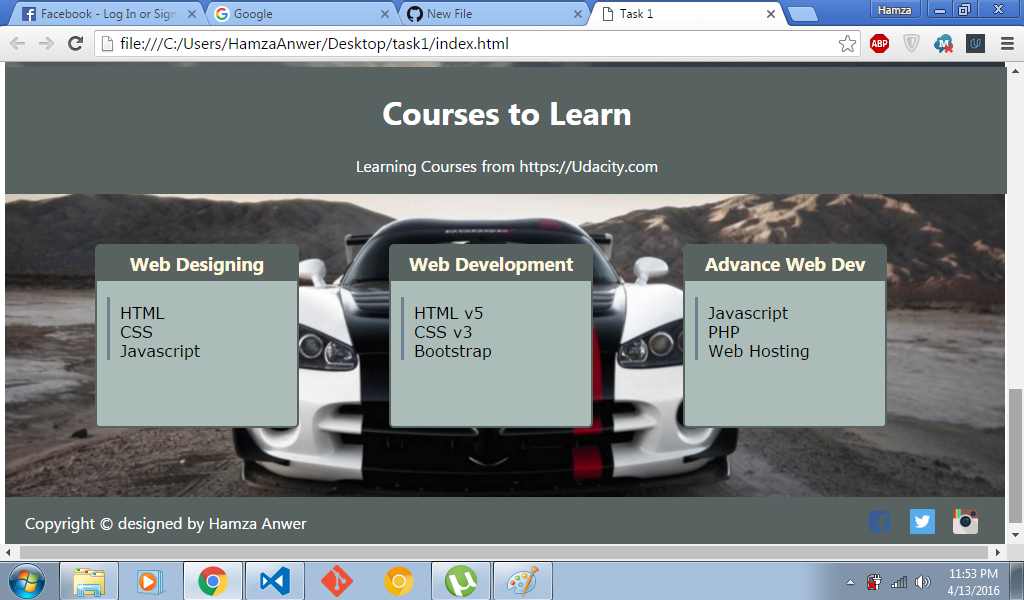 Facebook - Log In or Sign
Google
New File
Task 1
Hamza
file:///C:/Users/HamzaAnwer/Desktop/task1/index.html
ABP
M
U
Courses to Learn
Learning Courses from https://Udacity.com
Web Designing
HTML
CSS
Javascript
Web Development
HTML v5
CSS v3
Bootstrap
Advance Web Dev
Javascript
PHP
Web Hosting
Copyright © designed by Hamza Anwer
11:53 PM
4/13/2016